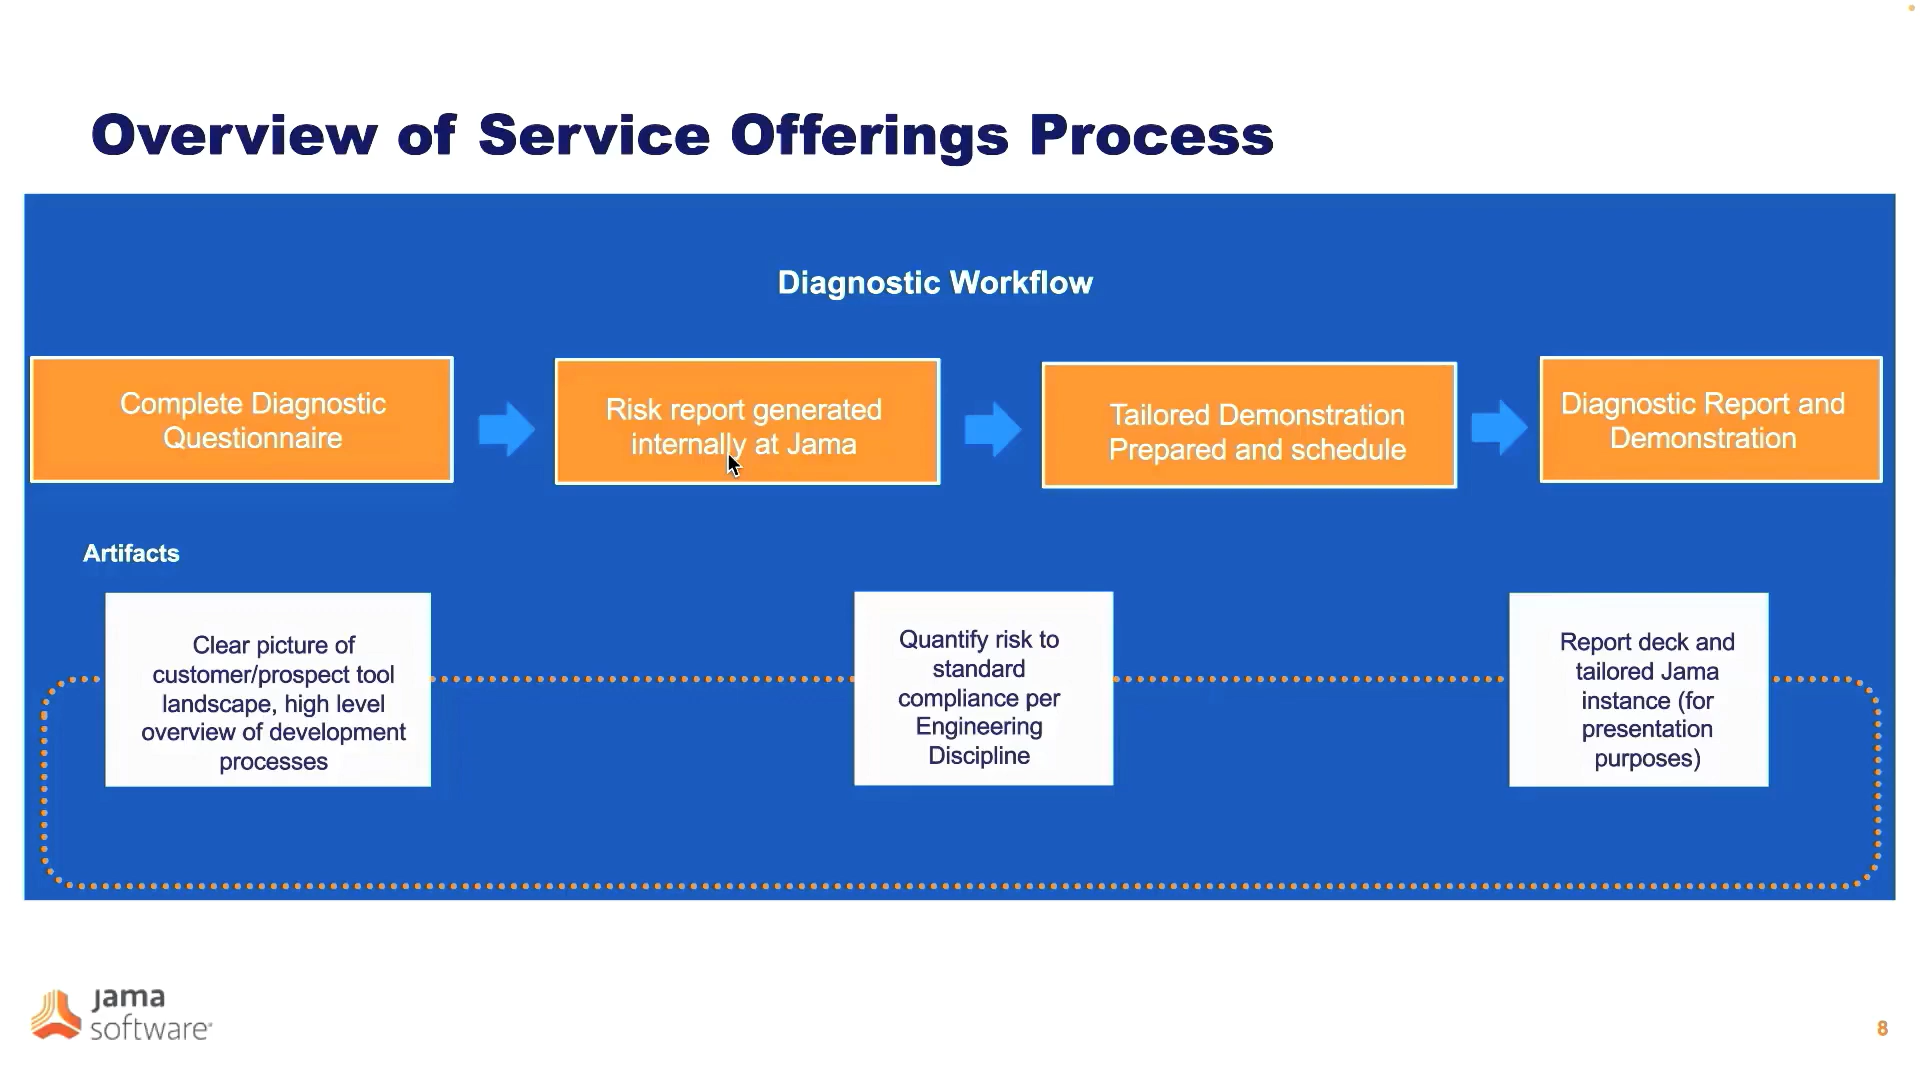 Overview of Service Offerings Process
Diagnostic Workflow
Complete Diagnostic
Questionnaire
Risk report generated
internally at Jama
Tailored Demonstration
Prepared and schedule
Diagnostic Report and
Demonstration
Artifacts
Clear picture of
customer/prospect tool
landscape, high level
overview of development
processes
Quantify risk to
standard
compliance per
Engineering
Discipline
Report deck and
tailored Jama
instance (for
presentation
purposes)
jama
software
8